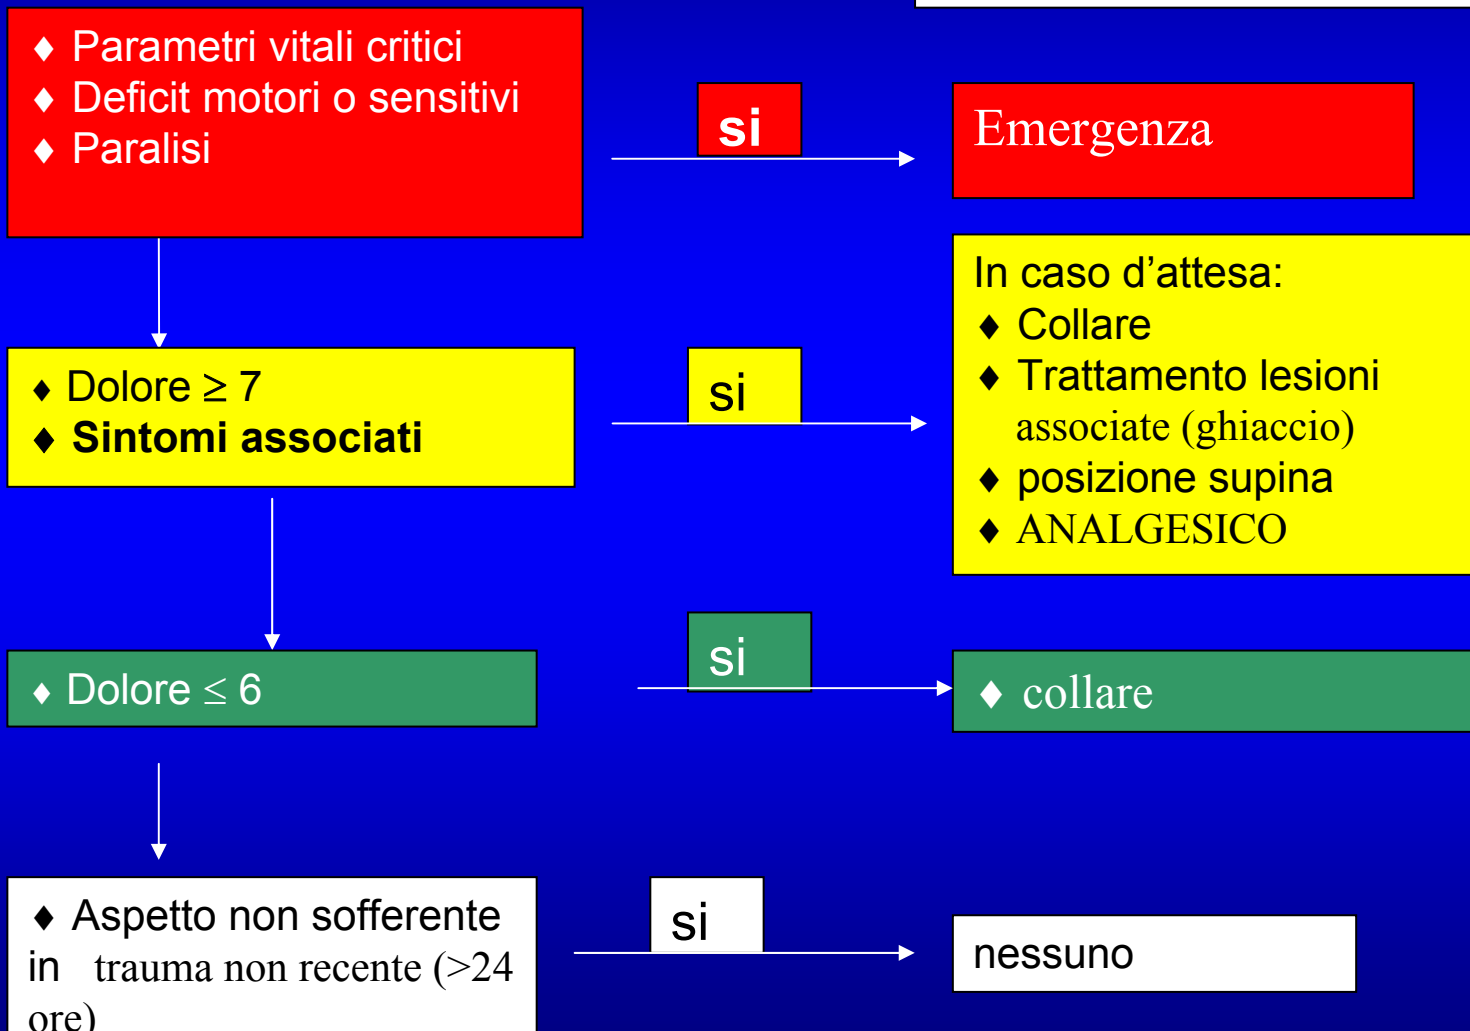 ♦ Parametri vitali critici
♦ Deficit motori o sensitivi
♦ Paralisi
si
Emergenza
♦ Dolore ≥ 7
♦ Sintomi associati
si
In caso d’attesa:
♦ Collare
♦ Trattamento lesioni
associate (ghiaccio)
♦ posizione supina
♦ ANALGESICO
♦ Dolore ≤ 6
si
♦ collare
♦ Aspetto non sofferente
in trauma non recente (>24
ore)
si
nessuno